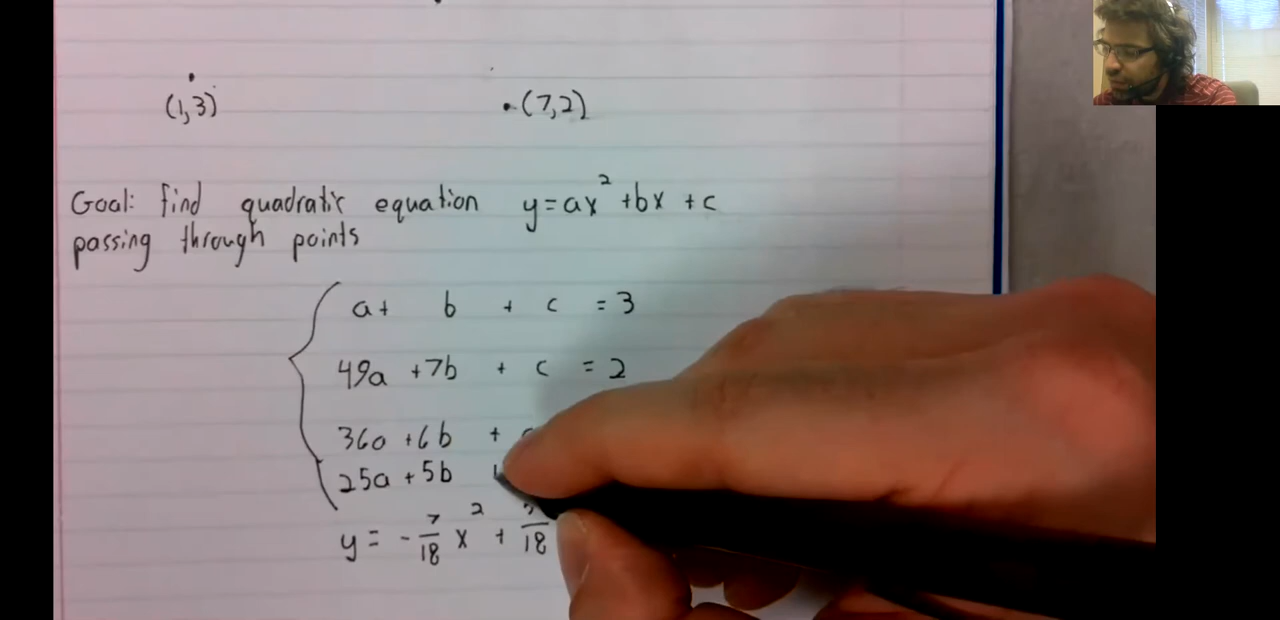 (1,3)
(7,2)
Goal: find quadratic equation y=ax²+bx+c
passing through points
a+ b + c =3
49a +7b + c =2
36a +6b +
25a +5b
y= -7/18 x² +